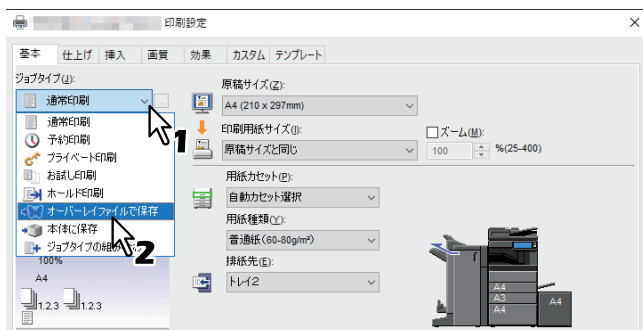 印刷設定
基本 仕上げ 挿入 画質 効果 カスタム テンプレート
ジョブタイプ(J):
通常印刷
通常印刷
予約印刷
プライベート印刷
お試し印刷
ホールド印刷
オーバーレイファイルで保存
本体に保存
ジョブタイプの組み
1
2
100%
A4
1.2.3 1.2.3
原稿サイズ(Z):
A4 (210 x 297mm)
印刷用紙サイズ(I):
原稿サイズと同じ
ズーム(M):
100 %(25-400)
用紙カセット(P):
自動カセット選択
用紙種類(Y):
普通紙(60-80g/m²)
排紙先(E):
トレイ2
A4
A3
A4
A4